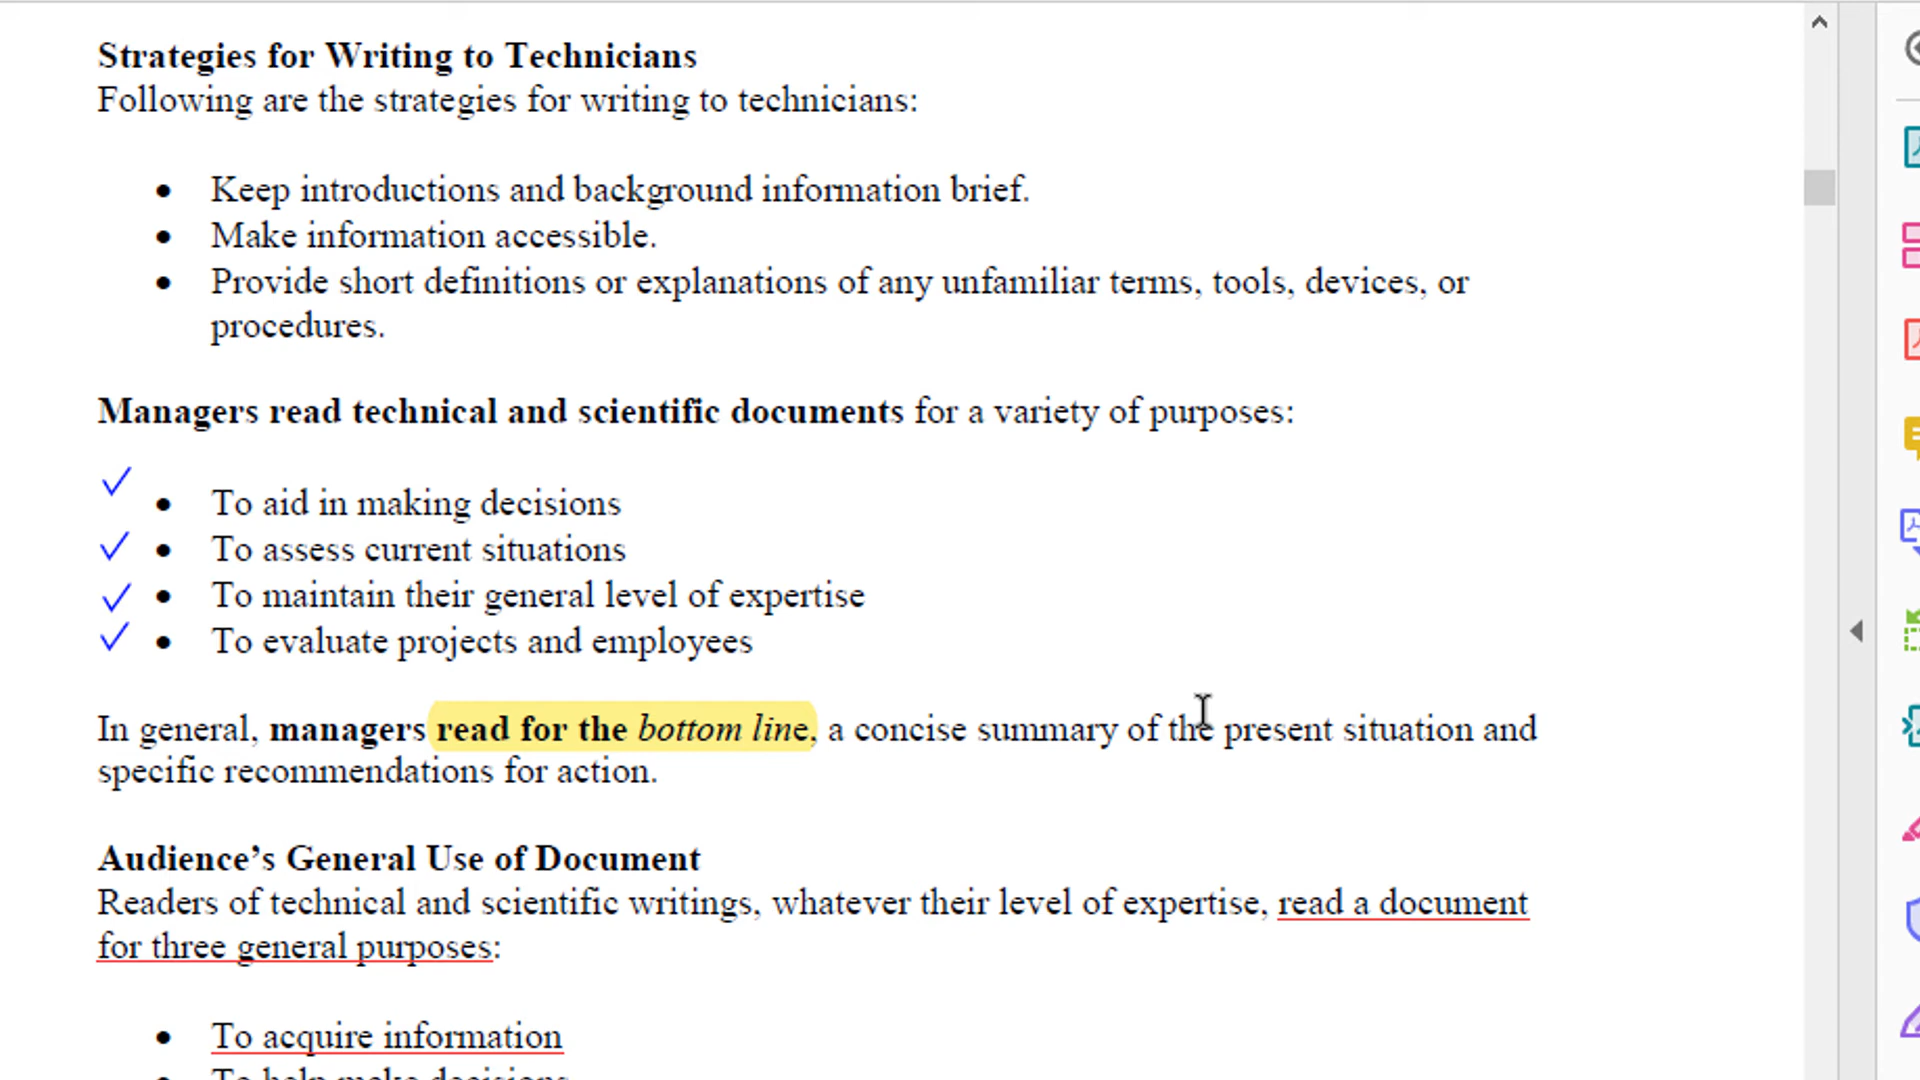 Strategies for Writing to Technicians
Following are the strategies for writing to technicians:
• Keep introductions and background information brief.
• Make information accessible.
• Provide short definitions or explanations of any unfamiliar terms, tools, devices, or
procedures.
Managers read technical and scientific documents for a variety of purposes:
• To aid in making decisions
• To assess current situations
• To maintain their general level of expertise
• To evaluate projects and employees
In general, managers read for the bottom line, a concise summary of the present situation and
specific recommendations for action.
Audience’s General Use of Document
Readers of technical and scientific writings, whatever their level of expertise, read a document
for three general purposes:
• To acquire information
• To help make decisions